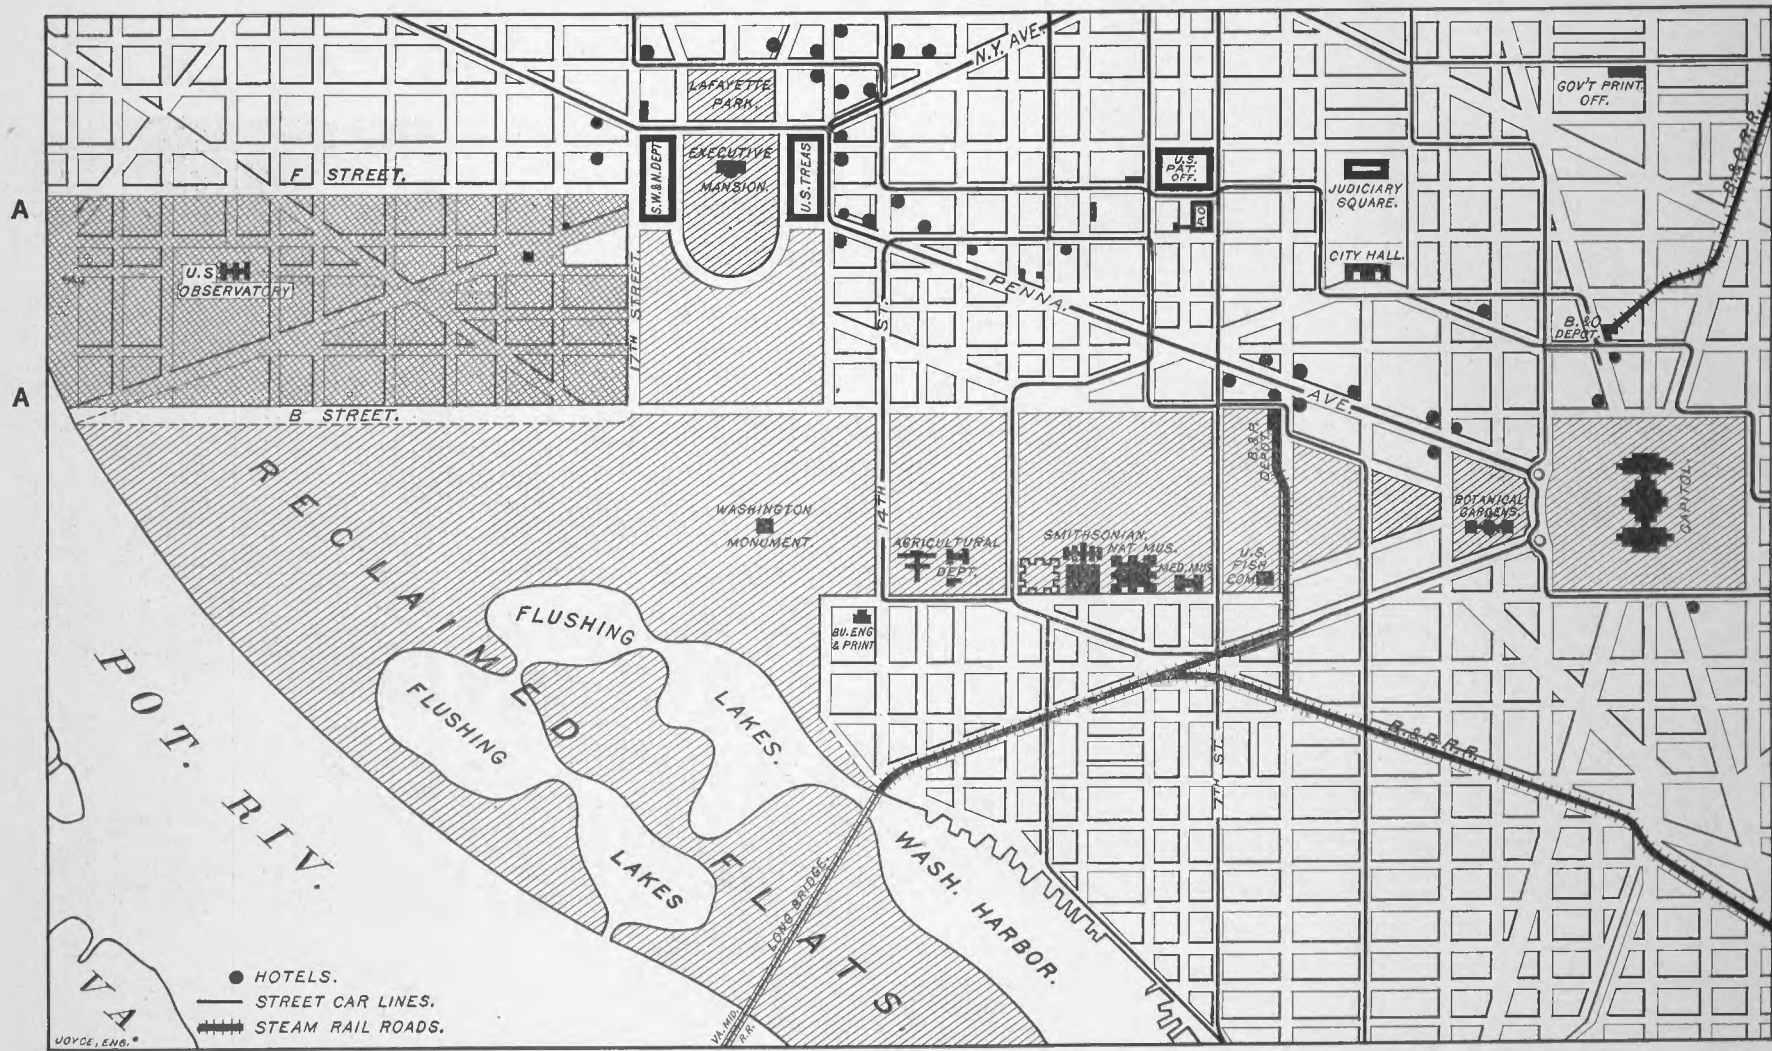 N.Y. AVE.
LAFAYETTE
PARK.
GOV'T PRINT.
OFF.
B. & O. R. R.
S.W. & N. DEPT
EXECUTIVE
MANSION.
U.S. TREAS
U.S.
PAT.
OFF.
JUDICIARY
SQUARE.
F STREET.
A
P.O.
CITY HALL.
U.S.
OBSERVATORY
17TH STREET.
PENNA.
AVE.
B. & O.
DEPOT.
A
B STREET.
14TH
ST.
B. & P.
DEPOT.
RECLAIMED
FLATS.
WASHINGTON
MONUMENT.
AGRICULTURAL
DEPT.
SMITHSONIAN.
NAT. MUS.
MED. MUS
U.S.
FISH
COM.
BOTANICAL
GARDENS.
CAPITOL.
FLUSHING
LAKES.
FLUSHING
LAKES
BU. ENG
& PRINT
POT. RIV.
B. & P. R. R.
7TH ST.
LONG BRIDGE.
WASH. HARBOR.
VA.
VA. MID.
R.R.
HOTELS.
STREET CAR LINES.
STEAM RAIL ROADS.
JOYCE, ENG.